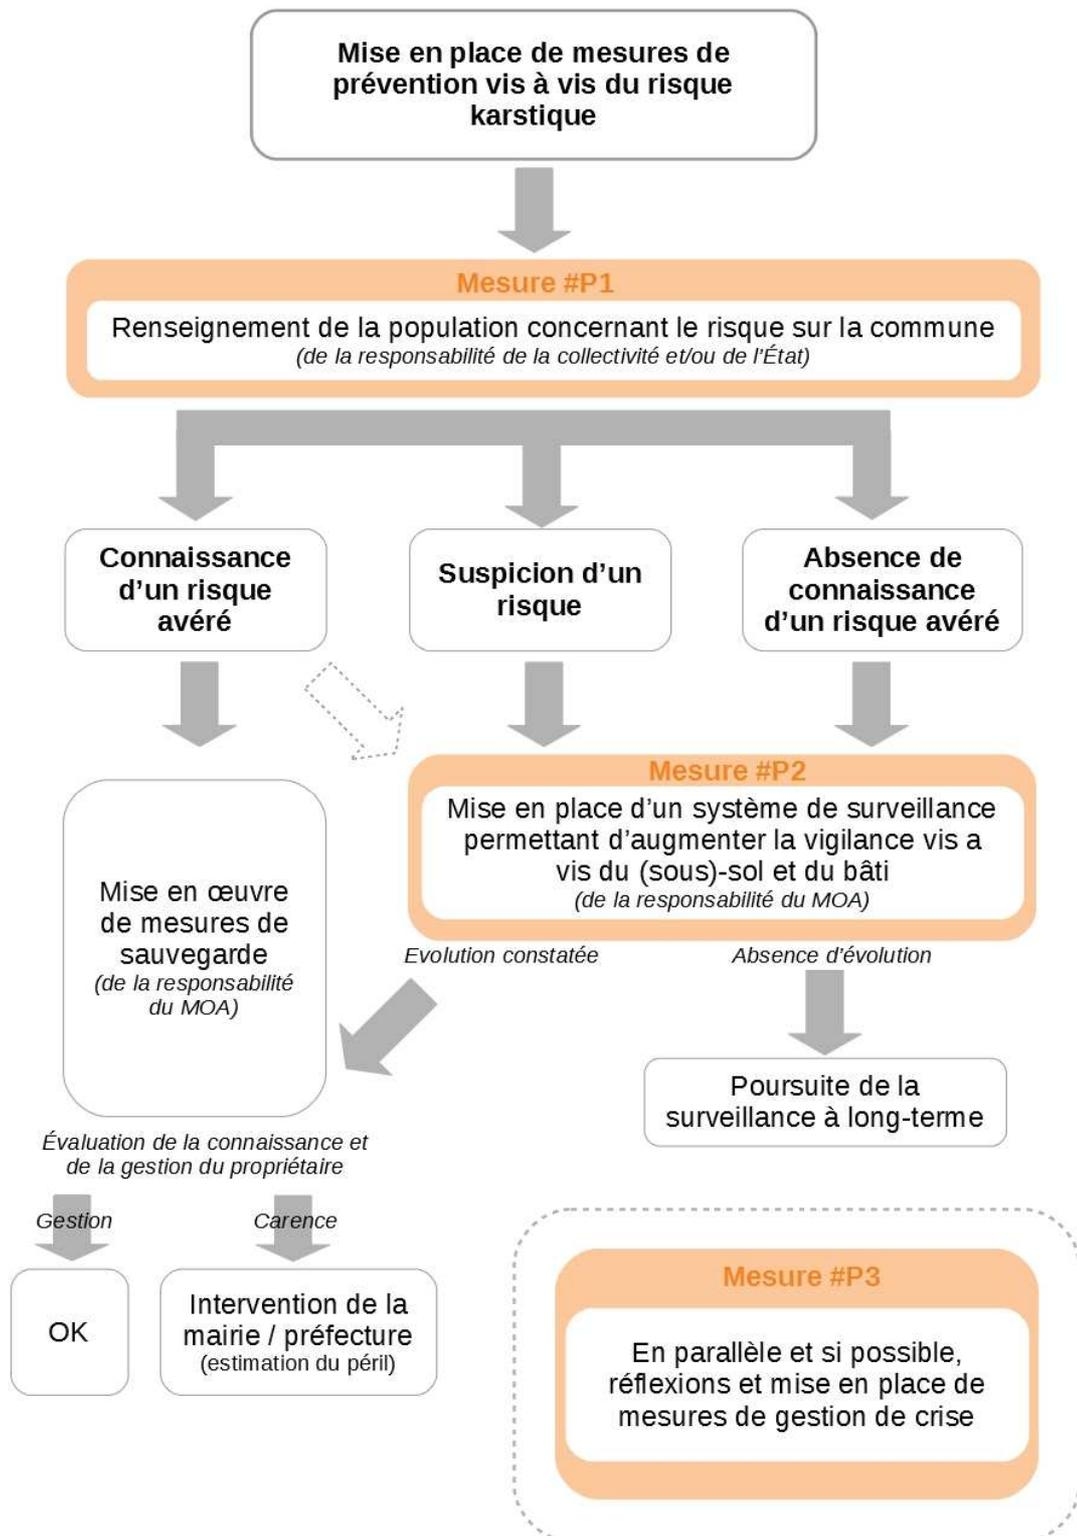 Mise en place de mesures de
prévention vis à vis du risque
karstique
Mesure #P1
Renseignement de la population concernant le risque sur la commune
(de la responsabilité de la collectivité et/ou de l’État)
Connaissance
d’un risque
avéré
Suspicion d’un
risque
Absence de
connaissance
d’un risque avéré
Mesure #P2
Mise en place d’un système de surveillance
permettant d’augmenter la vigilance vis a
vis du (sous)-sol et du bâti
(de la responsabilité du MOA)
Mise en œuvre
de mesures de
sauvegarde
(de la responsabilité
du MOA)
Evolution constatée
Absence d’évolution
Poursuite de la
surveillance à long-terme
Évaluation de la connaissance et
de la gestion du propriétaire
Gestion
Carence
OK
Intervention de la
mairie / préfecture
(estimation du péril)
Mesure #P3
En parallèle et si possible,
réflexions et mise en place de
mesures de gestion de crise